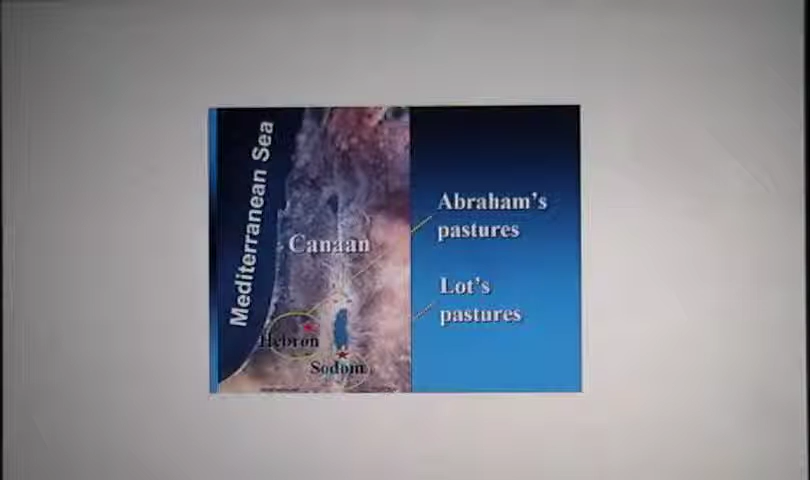 Mediterranean Sea
Canaan
Hebron
Sodom
Abraham's
pastures
Lot's
pastures